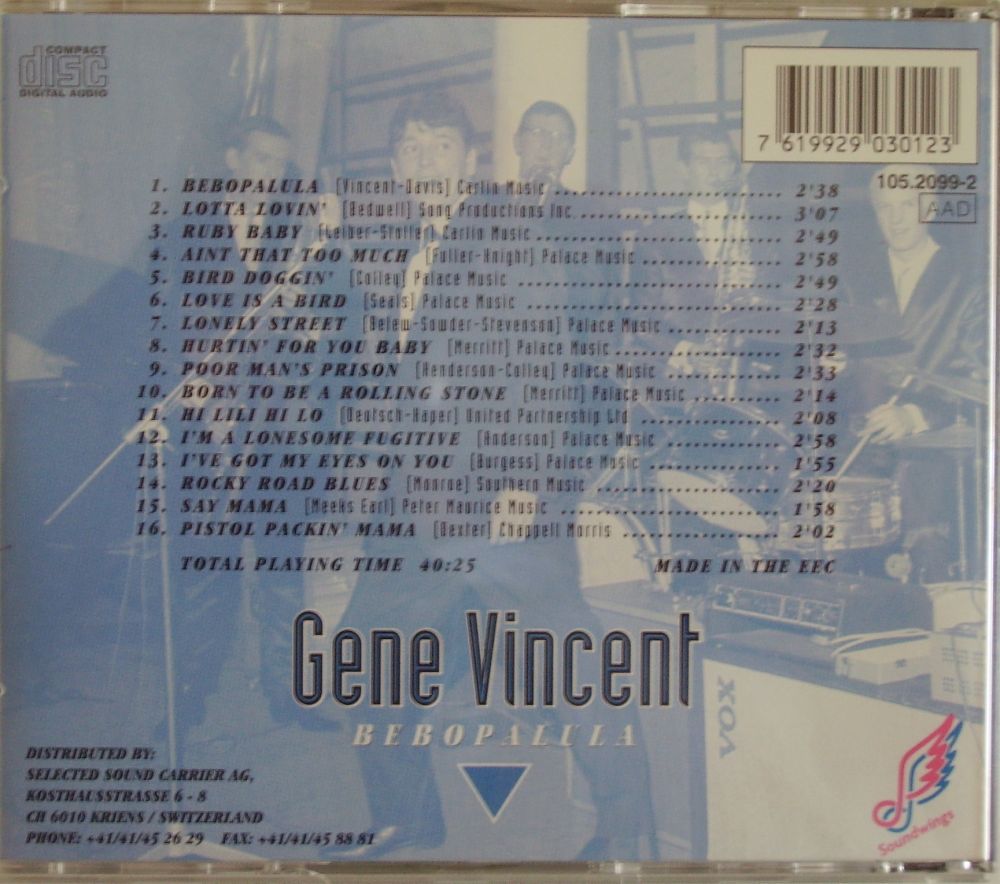 COMPACT
disc
DIGITAL AUDIO
7 619929 030123
105.2099-2
AAD
1. BEBOPALULA [Vincent-Davis] Carlin Music 2'38
2. LOTTA LOVIN' [Bedwell] Song Productions Inc. 3'07
3. RUBY BABY [Leiber-Stoller] Carlin Music 2'49
4. AINT THAT TOO MUCH [Fuller-Knight] Palace Music 2'58
5. BIRD DOGGIN' [Colley] Palace Music 2'49
6. LOVE IS A BIRD [Seals] Palace Music 2'28
7. LONELY STREET [Belew-Sowder-Stevenson] Palace Music 2'13
8. HURTIN' FOR YOU BABY [Merritt] Palace Music 2'32
9. POOR MAN'S PRISON [Henderson-Colley] Palace Music 2'33
10. BORN TO BE A ROLLING STONE [Merritt] Palace Music 2'14
11. HI LILI HI LO [Deutsch-Kaper] United Partnership Ltd 2'08
12. I'M A LONESOME FUGITIVE [Anderson] Palace Music 2'58
13. I'VE GOT MY EYES ON YOU [Burgess] Palace Music 1'55
14. ROCKY ROAD BLUES [Monroe] Southern Music 2'20
15. SAY MAMA [Meeks Earl] Peter Maurice Music 1'58
16. PISTOL PACKIN' MAMA [Dexter] Chappell Morris 2'02
TOTAL PLAYING TIME 40:25 MADE IN THE EEC
Gene Vincent
BEBOPALULA
VOX
DISTRIBUTED BY:
SELECTED SOUND CARRIER AG,
KOSTHAUSSTRASSE 6 - 8
CH 6010 KRIENS / SWITZERLAND
PHONE: +41/41/45 26 29 FAX: +41/41/45 88 81
Soundwings